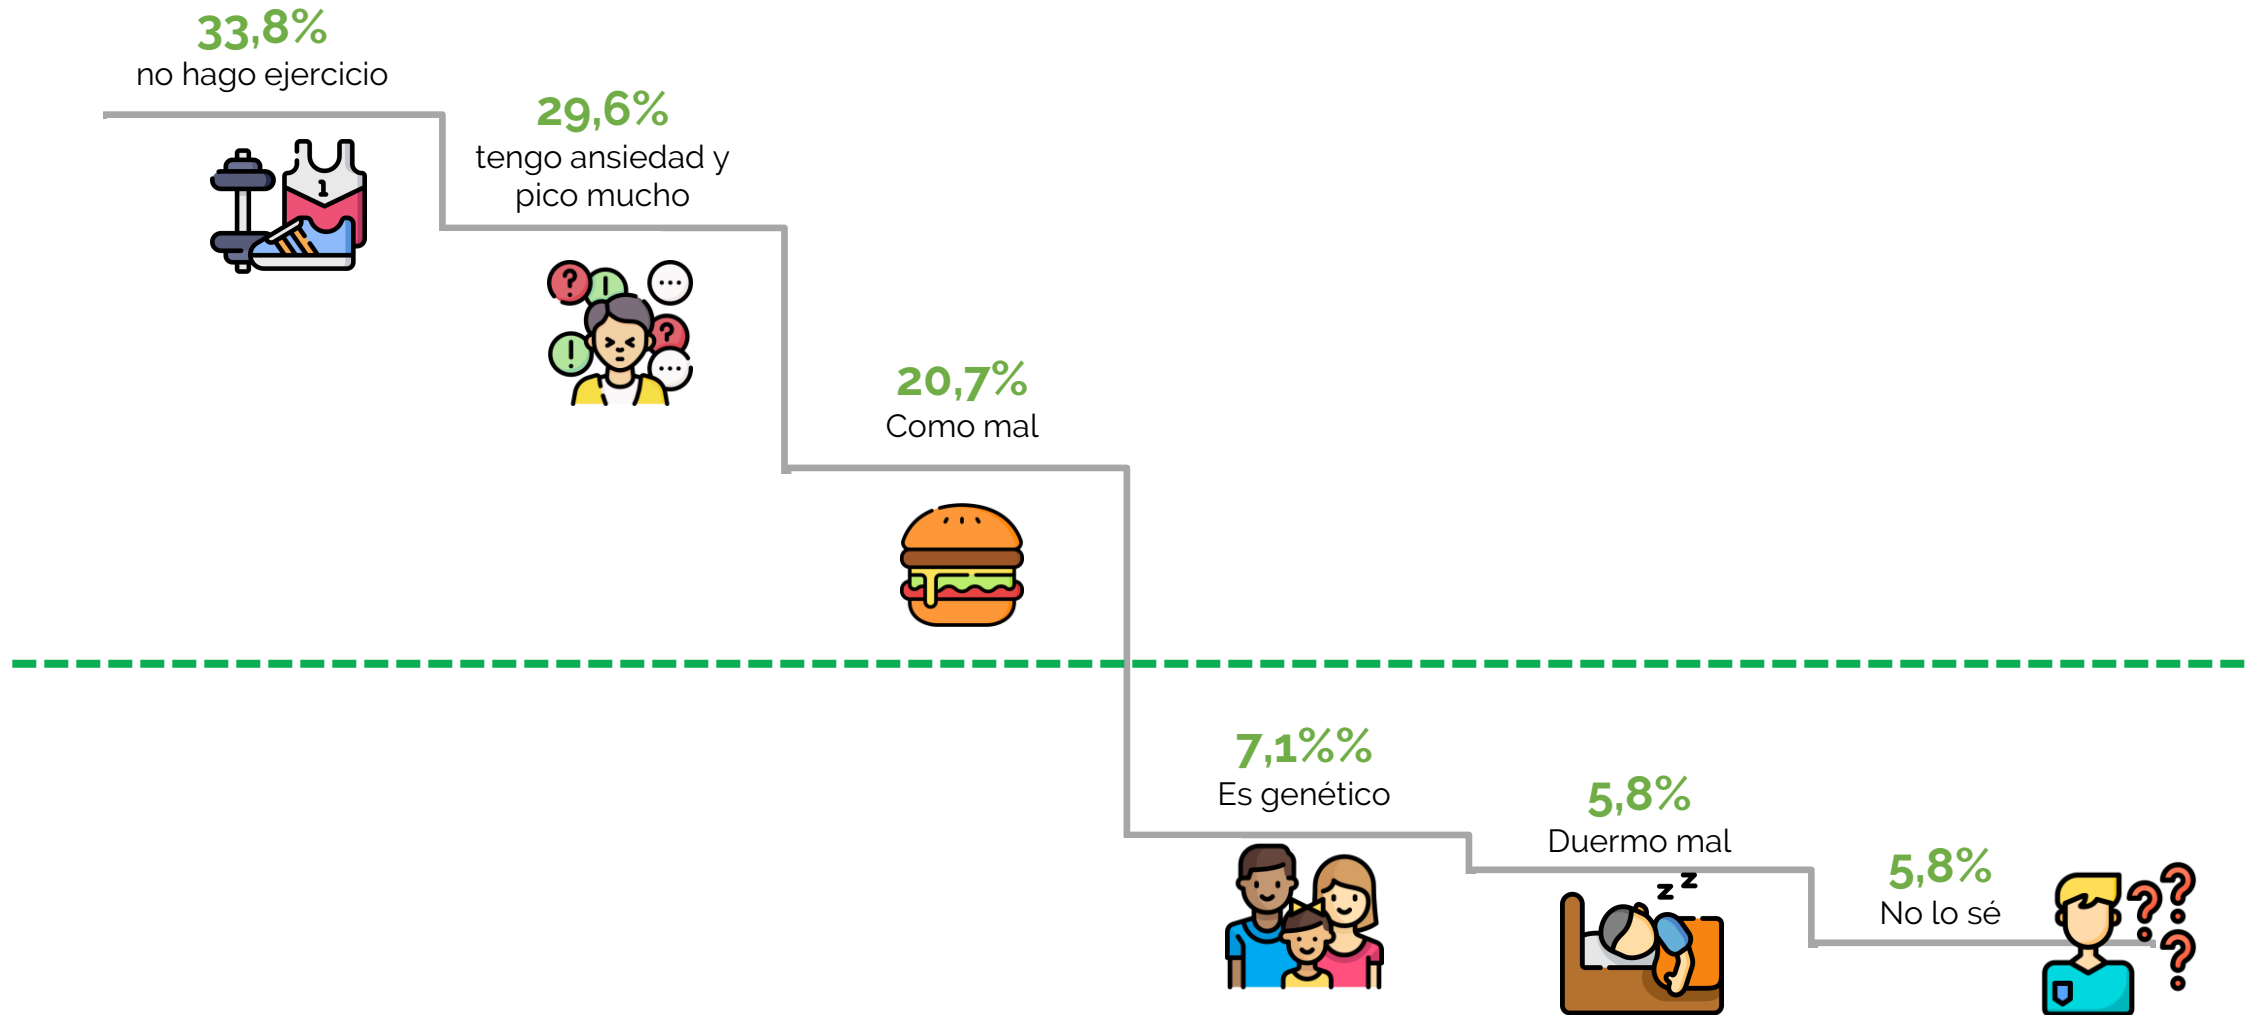 33,8%
no hago ejercicio
29,6%
tengo ansiedad y
pico mucho
1
20,7%
Como mal
7,1%%
Es genético
5,8%
Duermo mal
z z
5,8%
No lo sé